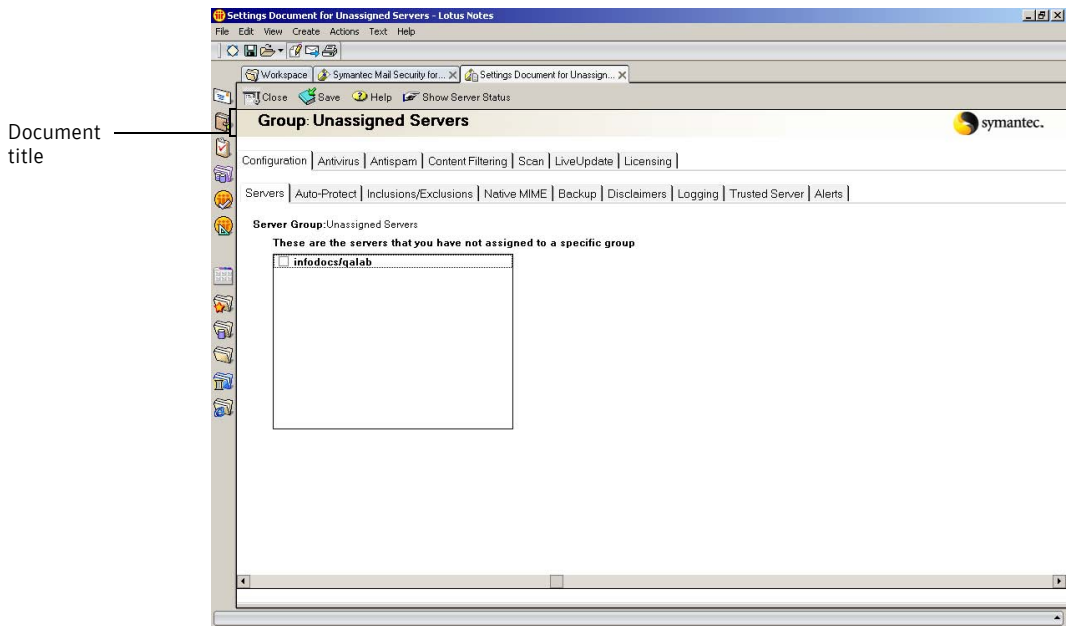 Settings Document for Unassigned Servers - Lotus Notes
File Edit View Create Actions Text Help
Workspace Symantec Mail Security for... Settings Document for Unassign...
Close Save Help Show Server Status
Document title
Group: Unassigned Servers
symantec.
Configuration Antivirus Antispam Content Filtering Scan LiveUpdate Licensing
Servers Auto-Protect Inclusions/Exclusions Native MIME Backup Disclaimers Logging Trusted Server Alerts
Server Group:Unassigned Servers
These are the servers that you have not assigned to a specific group
infodocs/qalab